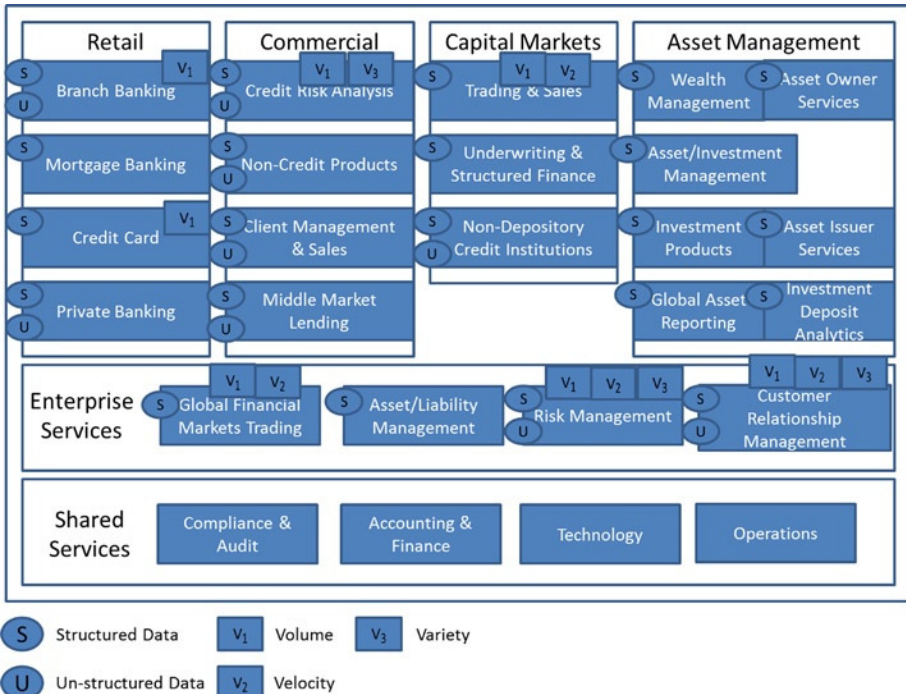 Retail
V1
S
Branch Banking
U
S
Mortgage Banking
V1
S
Credit Card
S
Private Banking
U
Commercial
V1 V3
S
Credit Risk Analysis
U
S
Non-Credit Products
U
S
Client Management
& Sales
U
S
Middle Market
Lending
U
Capital Markets
V1 V2
S
Trading & Sales
S
Underwriting &
Structured Finance
S
Non-Depository
Credit Institutions
U
Asset Management
S
Wealth
Management
S
Asset Owner
Services
S
Asset/Investment
Management
S
Investment
Products
S
Asset Issuer
Services
S
Global Asset
Reporting
S
Investment
Deposit
Analytics
Enterprise
Services
V1 V2
S
Global Financial
Markets Trading
S
Asset/Liability
Management
V1 V2 V3
S
Risk Management
U
V1 V2 V3
S
Customer
Relationship
Management
U
Shared
Services
Compliance &
Audit
Accounting &
Finance
Technology
Operations
S Structured Data
V1 Volume
V3 Variety
U Un-structured Data
V2 Velocity